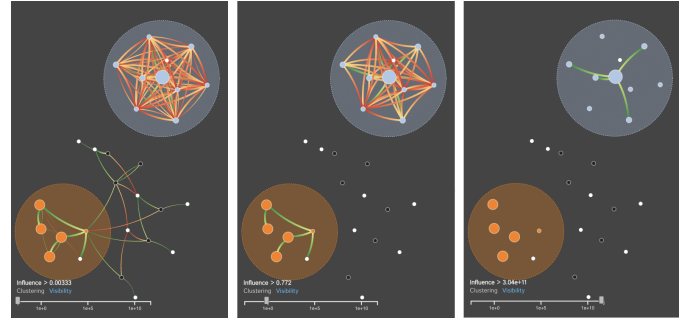 Influence > 0.00333
Clustering Visibility
1e+0 1e+5 1e+10
Influence > 0.772
Clustering Visibility
1e+0 1e+5 1e+10
Influence > 3.04e+11
Clustering Visibility
1e+0 1e+5 1e+10